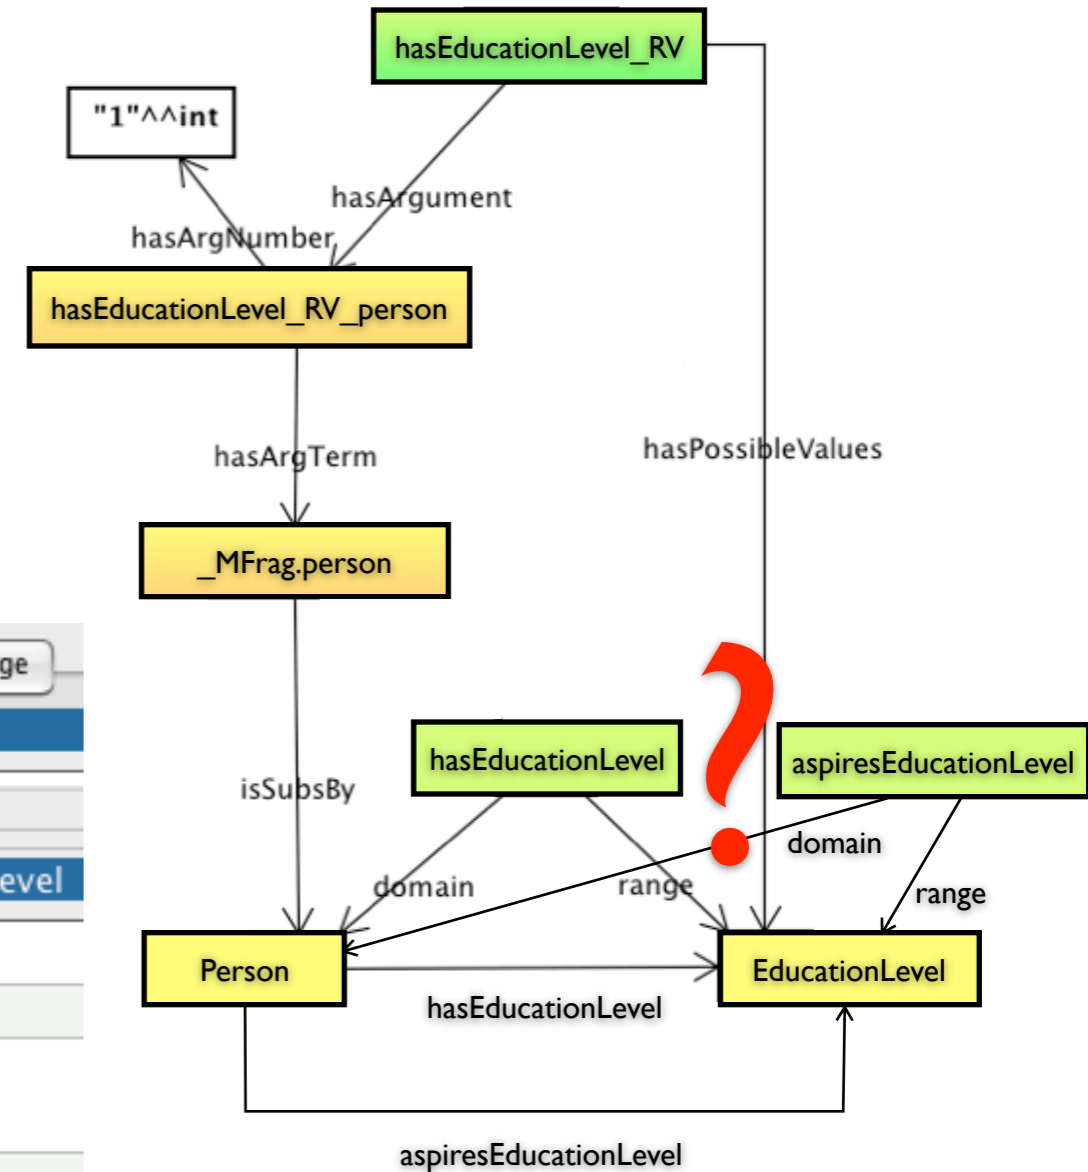 hasEducationLevel_RV
"1"^^int
hasArgument
hasArgNumber
hasEducationLevel_RV_person
hasArgTerm
hasPossibleValues
_MFrag.person
ge
hasEducationLevel
?
aspiresEducationLevel
isSubsBy
domain
evel
domain
range
range
Person
EducationLevel
hasEducationLevel
aspiresEducationLevel